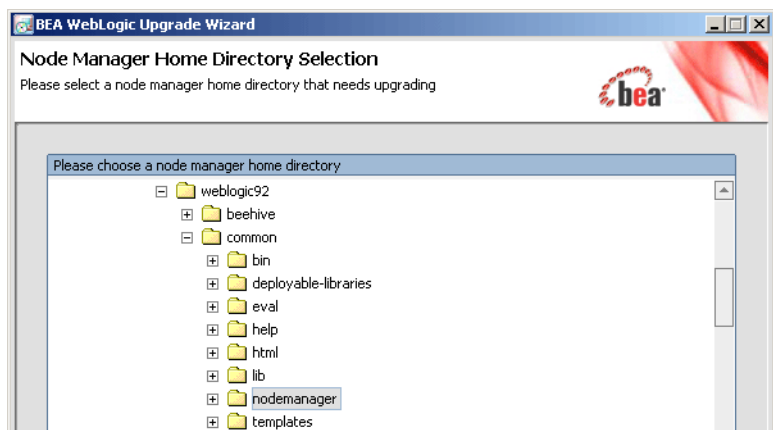 BEA WebLogic Upgrade Wizard
Node Manager Home Directory Selection
Please select a node manager home directory that needs upgrading
bea
Please choose a node manager home directory
weblogic92
beehive
common
bin
deployable-libraries
eval
help
html
lib
nodemanager
templates